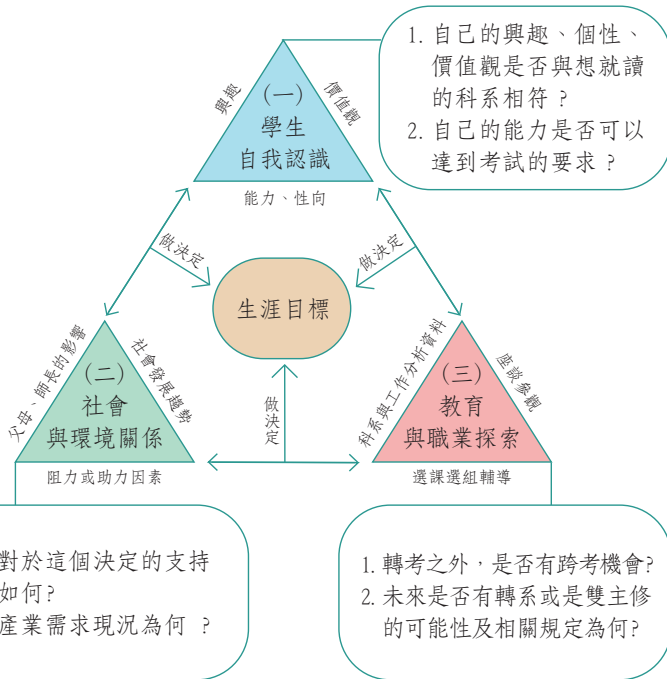 1. 自己的興趣、個性、
價值觀是否與想就讀
的科系相符？
2. 自己的能力是否可以
達到考試的要求？
興趣
價值觀
(一)
學生
自我認識
能力、性向
做決定
做決定
生涯目標
父母、師長的影響
社會發展趨勢
(二)
社會
與環境關係
阻力或助力因素
做決定
科系與工作分析資料
座談參觀
(三)
教育
與職業探索
選課選組輔導
對於這個決定的支持
如何?
產業需求現況為何 ？
1. 轉考之外，是否有跨考機會?
2. 未來是否有轉系或是雙主修
的可能性及相關規定為何?